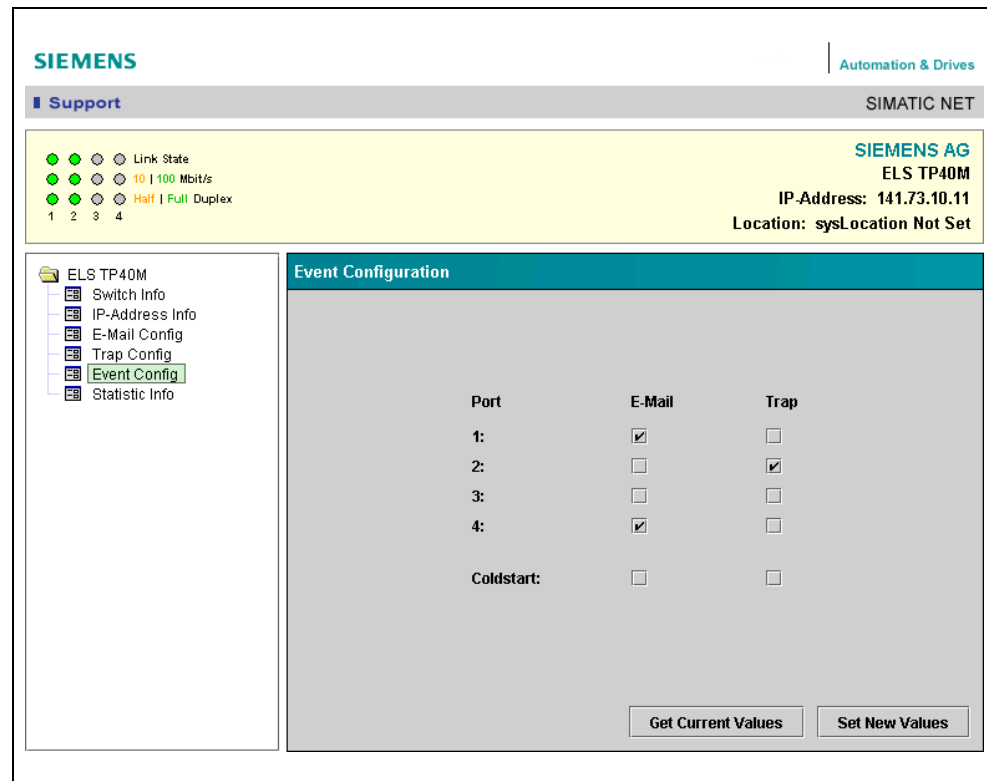 SIEMENS
Automation & Drives
Support
SIMATIC NET
Link State
10 | 100 Mbit/s
Half | Full Duplex
1 2 3 4
SIEMENS AG
ELS TP40M
IP-Address: 141.73.10.11
Location: sysLocation Not Set
ELS TP40M
Switch Info
IP-Address Info
E-Mail Config
Trap Config
Event Config
Statistic Info
Event Configuration
Port E-Mail Trap
1:
2:
3:
4:
Coldstart:
Get Current Values Set New Values